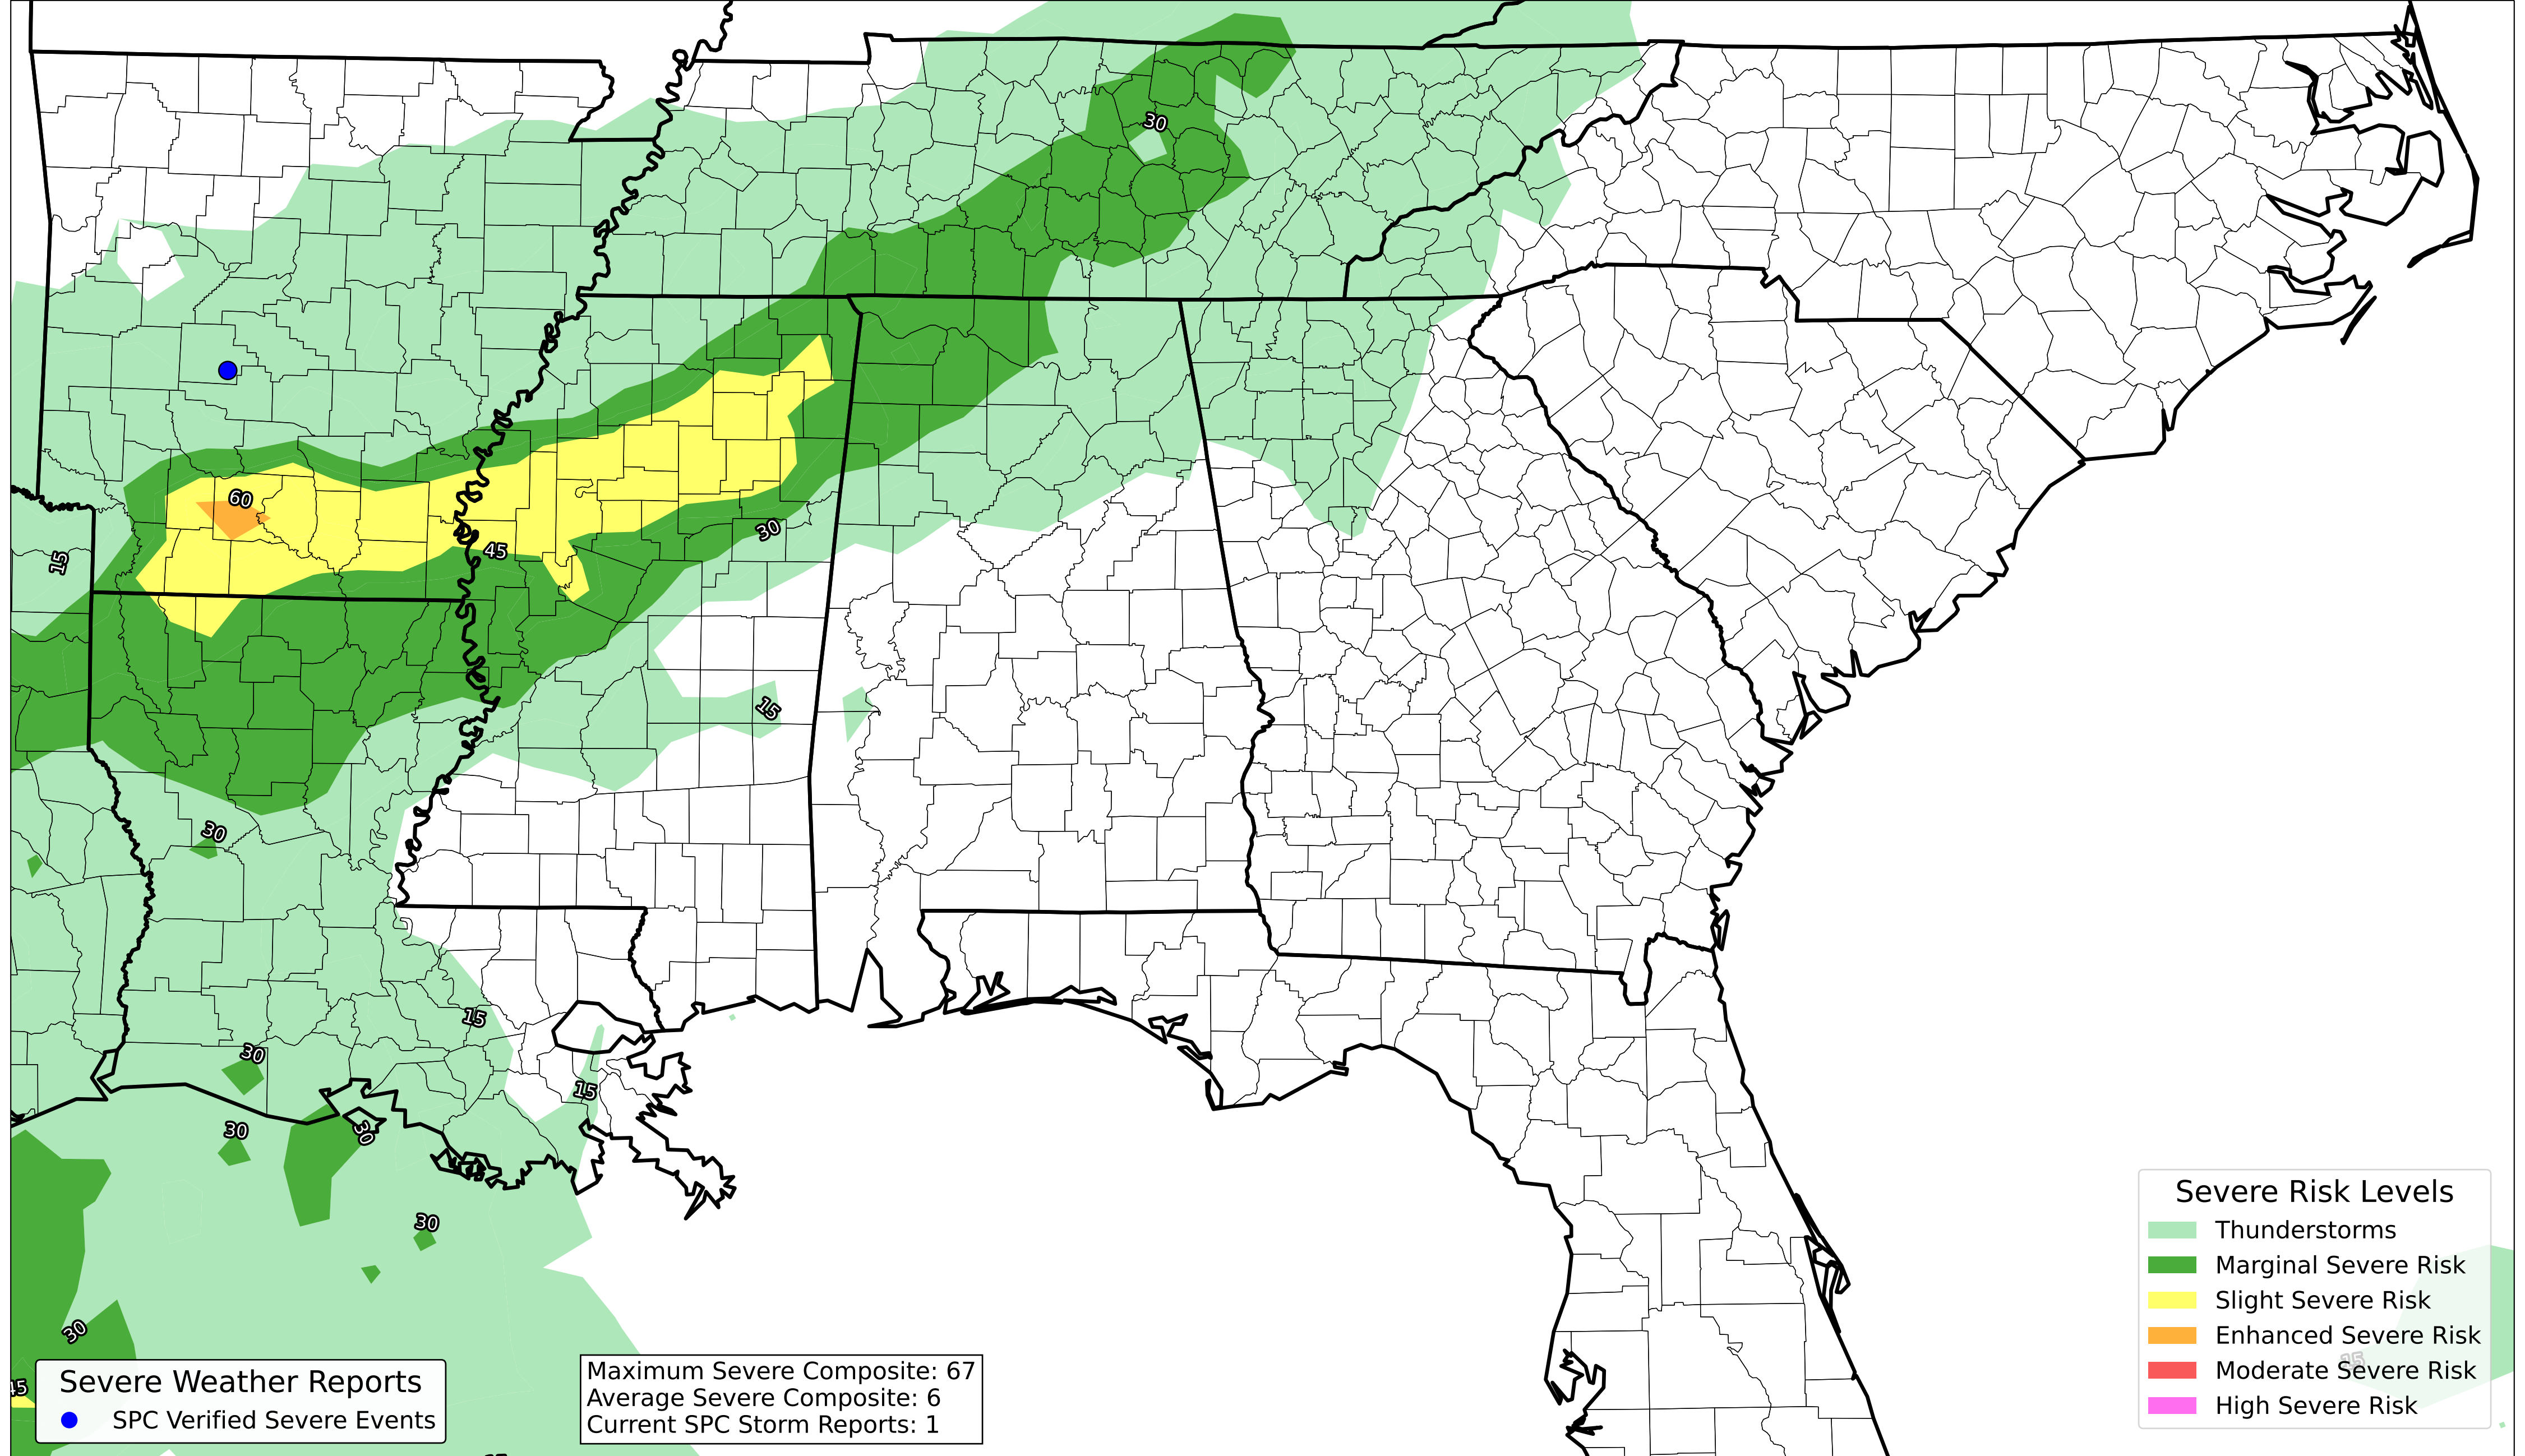 30
60
45
30
15
15
30
15
30
15
30
30
30
30
45
15
Severe Weather Reports
SPC Verified Severe Events
Maximum Severe Composite: 67
Average Severe Composite: 6
Current SPC Storm Reports: 1
Severe Risk Levels
Thunderstorms
Marginal Severe Risk
Slight Severe Risk
Enhanced Severe Risk
Moderate Severe Risk
High Severe Risk